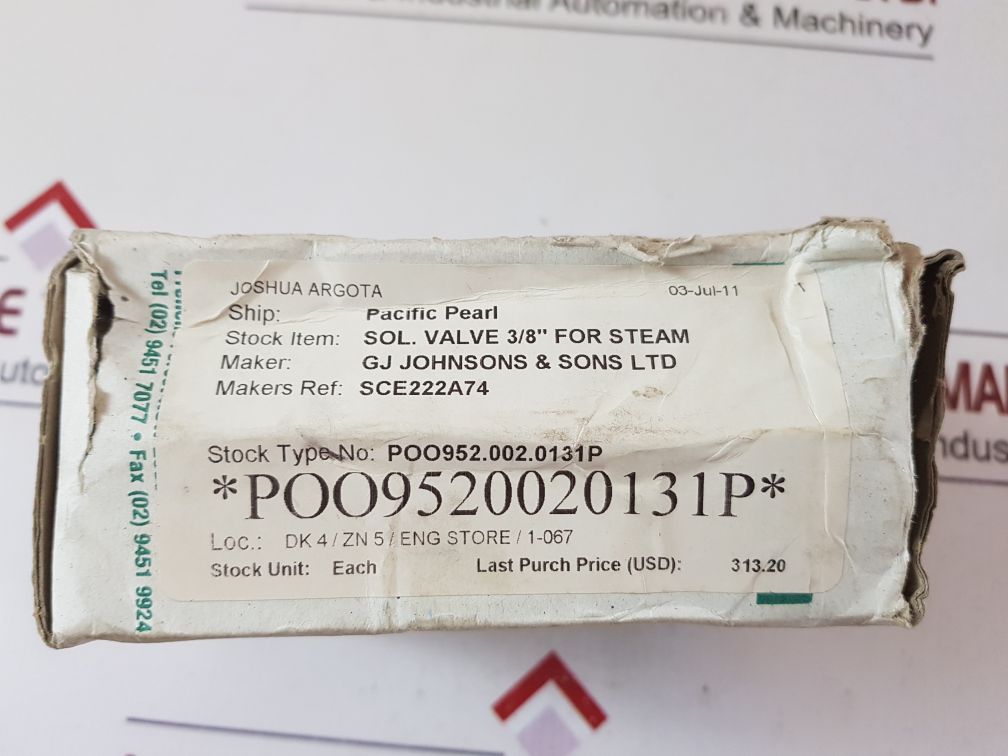 Industrial Automation & Machinery
JOSHUA ARGOTA 03-Jul-11
Ship: Pacific Pearl
Stock Item: SOL. VALVE 3/8" FOR STEAM
Maker: GJ JOHNSONS & SONS LTD
Makers Ref: SCE222A74
Stock Type No: POO952.002.0131P
*POO9520020131P*
Loc.: DK 4 / ZN 5 / ENG STORE / 1-067
Stock Unit: Each Last Purch Price (USD): 313.20
Tel (02) 9451 7077 • Fax (02) 9451 9924